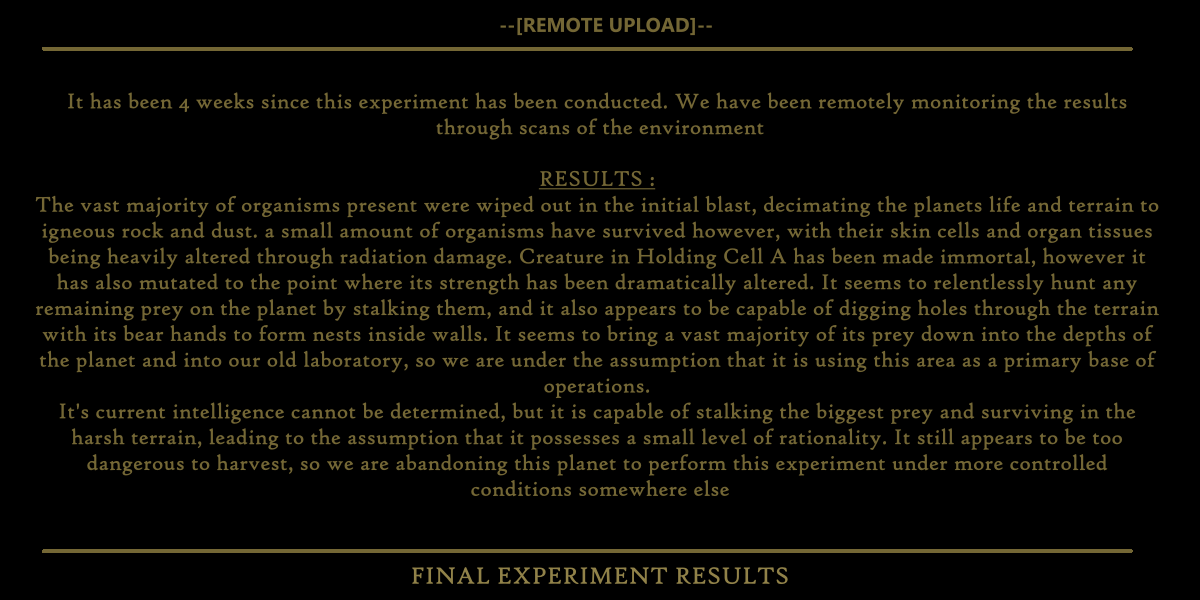 --[REMOTE UPLOAD]--
It has been 4 weeks since this experiment has been conducted. We have been remotely monitoring the results
through scans of the environment
RESULTS :
The vast majority of organisms present were wiped out in the initial blast, decimating the planets life and terrain to
igneous rock and dust. a small amount of organisms have survived however, with their skin cells and organ tissues
being heavily altered through radiation damage. Creature in Holding Cell A has been made immortal, however it
has also mutated to the point where its strength has been dramatically altered. It seems to relentlessly hunt any
remaining prey on the planet by stalking them, and it also appears to be capable of digging holes through the terrain
with its bear hands to form nests inside walls. It seems to bring a vast majority of its prey down into the depths of
the planet and into our old laboratory, so we are under the assumption that it is using this area as a primary base of
operations.
It's current intelligence cannot be determined, but it is capable of stalking the biggest prey and surviving in the
harsh terrain, leading to the assumption that it possesses a small level of rationality. It still appears to be too
dangerous to harvest, so we are abandoning this planet to perform this experiment under more controlled
conditions somewhere else
FINAL EXPERIMENT RESULTS